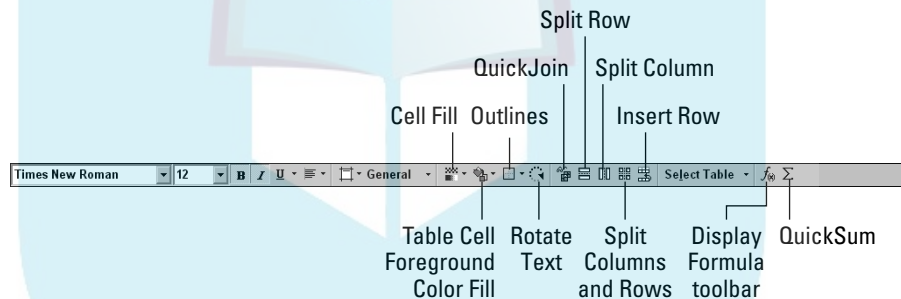 Split Row
QuickJoin Split Column
Cell Fill Outlines Insert Row
Times New Roman 12 B I U General Select Table f(x) Σ
Table Cell Rotate Split Display QuickSum
Foreground Text Columns Formula
Color Fill and Rows toolbar